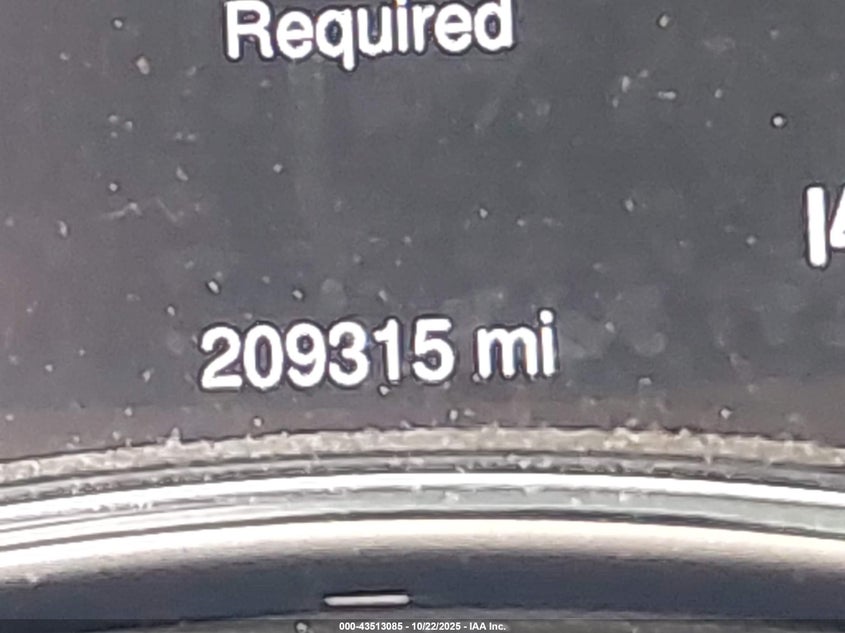 Required
209315 mi
000-43513085 - 10/22/2025 - IAA Inc.